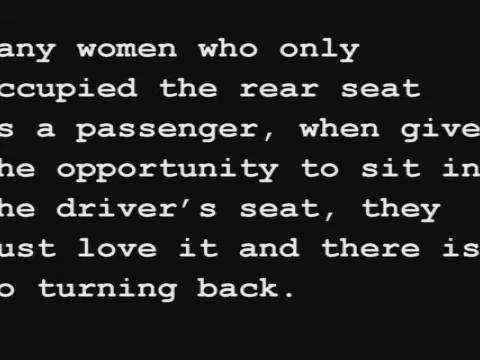 any women who only
ccupied the rear seat
s a passenger, when give
he opportunity to sit in
he driver’s seat, they
ust love it and there is
o turning back.